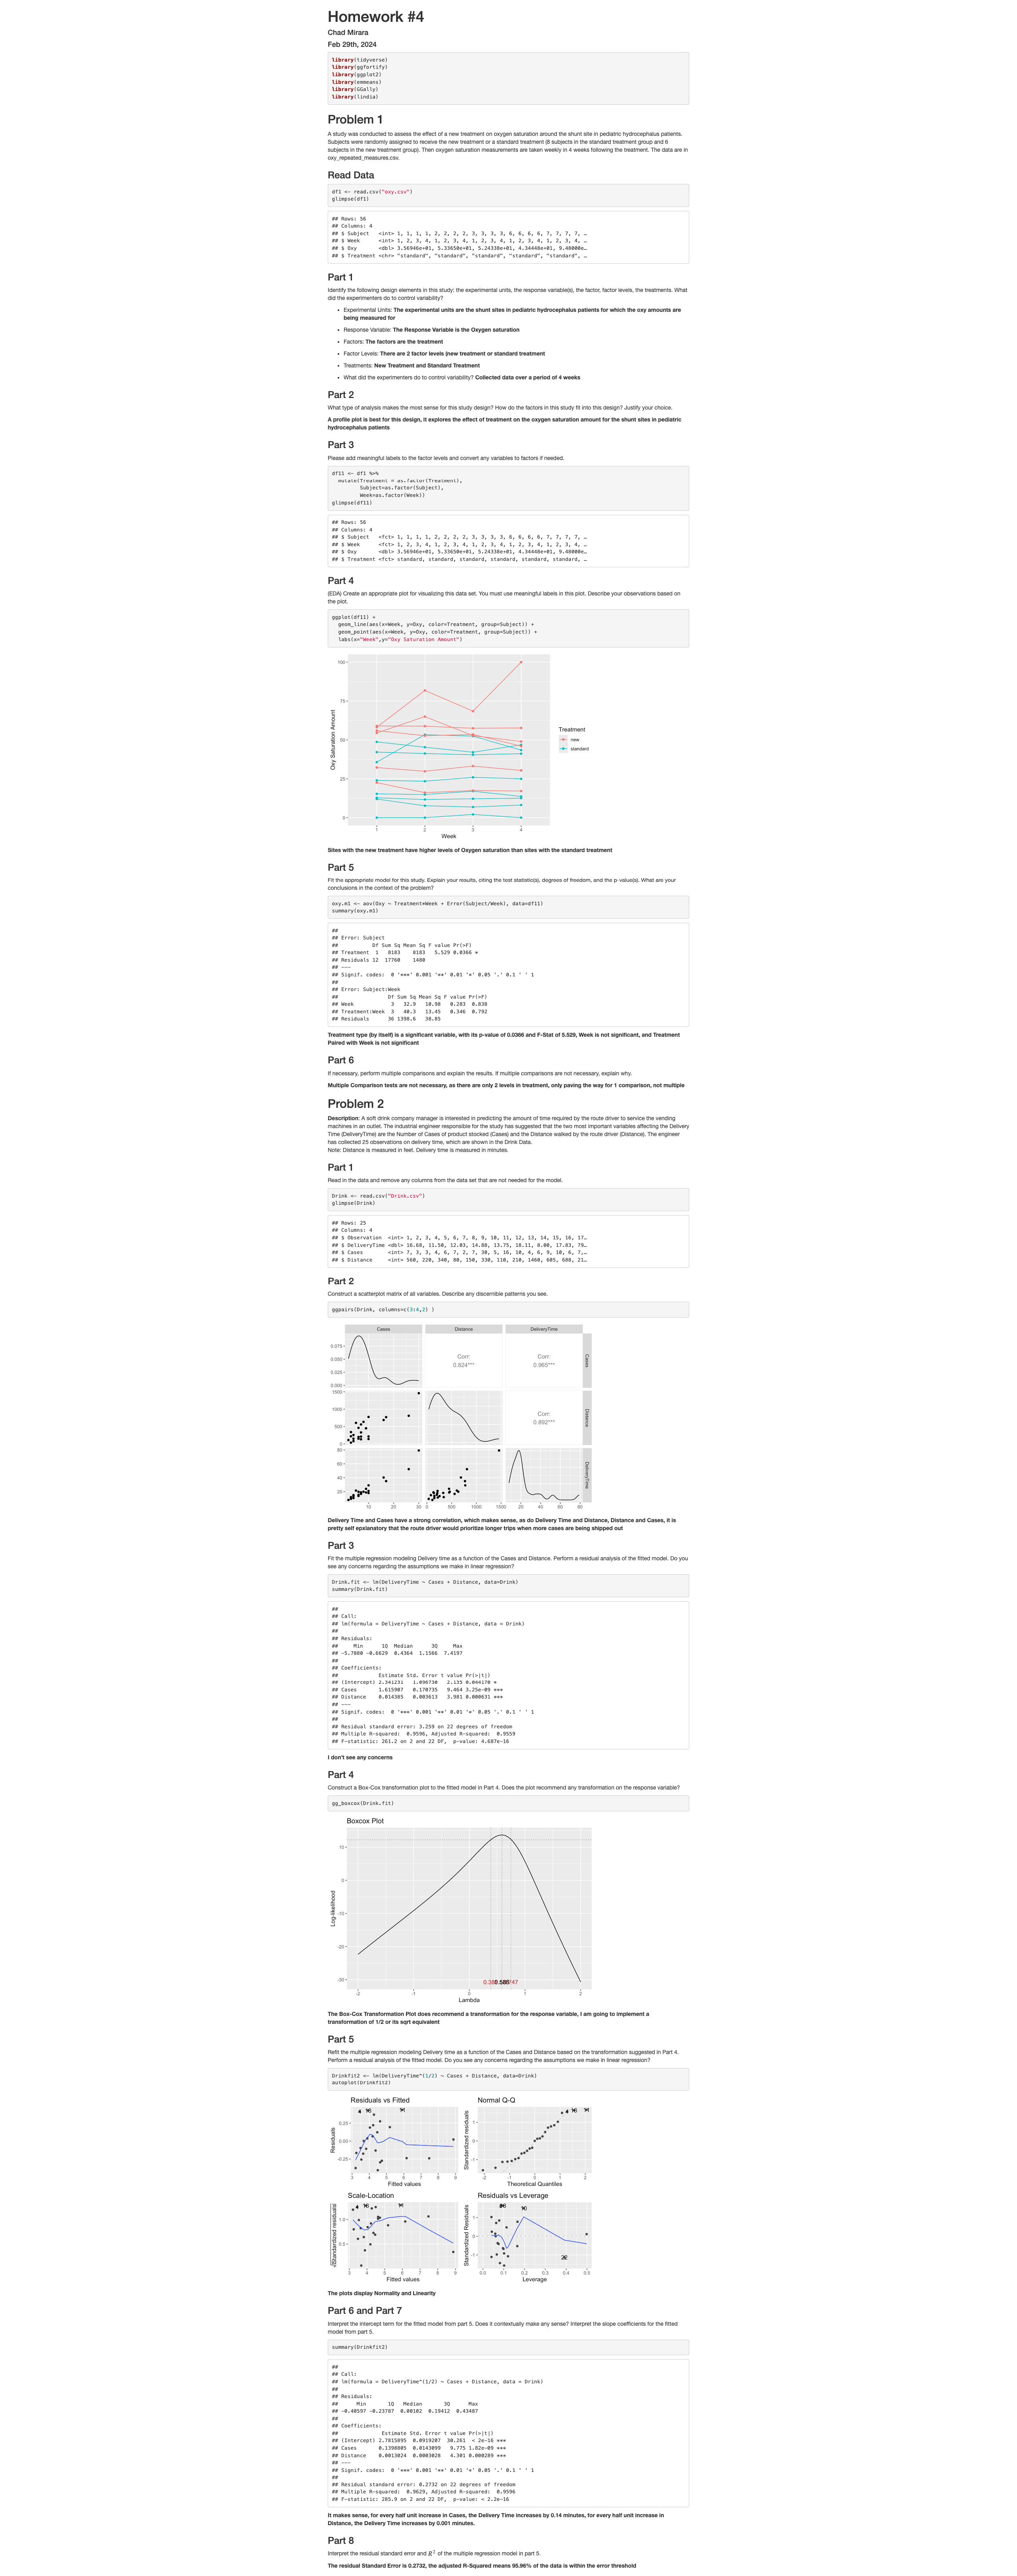 Homework #4
Chad Mirara
Feb 29th, 2024
library(tidyverse)
library(ggfortify)
library(ggplot2)
library(emmeans)
library(GGally)
library(lindia)
Problem 1
A study was conducted to assess the effect of a new treatment on oxygen saturation around the shunt site in pediatric hydrocephalus patients.
Subjects were randomly assigned to receive the new treatment or a standard treatment (8 subjects in the standard treatment group and 6
subjects in the new treatment group). Then oxygen saturation measurements are taken weekly in 4 weeks following the treatment. The data are in
oxy_repeated_measures.csv.
Read Data
df1 <- read.csv("oxy.csv")
glimpse(df1)
## Rows: 56
## Columns: 4
## $ Subject <int> 1, 1, 1, 1, 2, 2, 2, 2, 3, 3, 3, 3, 6, 6, 6, 6, 7, 7, 7, 7, …
## $ Week <int> 1, 2, 3, 4, 1, 2, 3, 4, 1, 2, 3, 4, 1, 2, 3, 4, 1, 2, 3, 4, …
## $ Oxy <dbl> 3.56946e+01, 5.33650e+01, 5.24338e+01, 4.34448e+01, 9.48000e…
## $ Treatment <chr> "standard", "standard", "standard", "standard", "standard", …
Part 1
Identify the following design elements in this study: the experimental units, the response variable(s), the factor, factor levels, the treatments. What
did the experimenters do to control variability?
• Experimental Units: The experimental units are the shunt sites in pediatric hydrocephalus patients for which the oxy amounts are
being measured for
• Response Variable: The Response Variable is the Oxygen saturation
• Factors: The factors are the treatment
• Factor Levels: There are 2 factor levels (new treatment or standard treatment
• Treatments: New Treatment and Standard Treatment
• What did the experimenters do to control variability? Collected data over a period of 4 weeks
Part 2
What type of analysis makes the most sense for this study design? How do the factors in this study fit into this design? Justify your choice.
A profile plot is best for this design, it explores the effect of treatment on the oxygen saturation amount for the shunt sites in pediatric
hydrocephalus patients
Part 3
Please add meaningful labels to the factor levels and convert any variables to factors if needed.
df11 <- df1 %>%
mutate(Treatment = as.factor(Treatment),
Subject=as.factor(Subject),
Week=as.factor(Week))
glimpse(df11)
## Rows: 56
## Columns: 4
## $ Subject <fct> 1, 1, 1, 1, 2, 2, 2, 2, 3, 3, 3, 3, 6, 6, 6, 6, 7, 7, 7, 7, …
## $ Week <fct> 1, 2, 3, 4, 1, 2, 3, 4, 1, 2, 3, 4, 1, 2, 3, 4, 1, 2, 3, 4, …
## $ Oxy <dbl> 3.56946e+01, 5.33650e+01, 5.24338e+01, 4.34448e+01, 9.48000e…
## $ Treatment <fct> standard, standard, standard, standard, standard, standard, …
Part 4
(EDA) Create an appropriate plot for visualizing this data set. You must use meaningful labels in this plot. Describe your observations based on
the plot.
ggplot(df11) +
geom_line(aes(x=Week, y=Oxy, color=Treatment, group=Subject)) +
geom_point(aes(x=Week, y=Oxy, color=Treatment, group=Subject)) +
labs(x="Week",y="Oxy Saturation Amount")
100
75
50
25
0
Oxy Saturation Amount
1 2 3 4
Week
Treatment
new
standard
Sites with the new treatment have higher levels of Oxygen saturation than sites with the standard treatment
Part 5
Fit the appropriate model for this study. Explain your results, citing the test statistic(s), degrees of freedom, and the p-value(s). What are your
conclusions in the context of the problem?
oxy.m1 <- aov(Oxy ~ Treatment*Week + Error(Subject/Week), data=df11)
summary(oxy.m1)
##
## Error: Subject
## Df Sum Sq Mean Sq F value Pr(>F)
## Treatment 1 8183 8183 5.529 0.0366 *
## Residuals 12 17760 1480
## ---
## Signif. codes: 0 '***' 0.001 '**' 0.01 '*' 0.05 '.' 0.1 ' ' 1
##
## Error: Subject:Week
## Df Sum Sq Mean Sq F value Pr(>F)
## Week 3 32.9 10.98 0.283 0.838
## Treatment:Week 3 40.3 13.45 0.346 0.792
## Residuals 36 1398.6 38.85
Treatment type (by itself) is a significant variable, with its p-value of 0.0366 and F-Stat of 5.529, Week is not significant, and Treatment
Paired with Week is not significant
Part 6
If necessary, perform multiple comparisons and explain the results. If multiple comparisons are not necessary, explain why.
Multiple Comparison tests are not necessary, as there are only 2 levels in treatment, only paving the way for 1 comparison, not multiple
Problem 2
Description: A soft drink company manager is interested in predicting the amount of time required by the route driver to service the vending
machines in an outlet. The industrial engineer responsible for the study has suggested that the two most important variables affecting the Delivery
Time (DeliveryTime) are the Number of Cases of product stocked (Cases) and the Distance walked by the route driver (Distance). The engineer
has collected 25 observations on delivery time, which are shown in the Drink Data.
Note: Distance is measured in feet. Delivery time is measured in minutes.
Part 1
Read in the data and remove any columns from the data set that are not needed for the model.
Drink <- read.csv("Drink.csv")
glimpse(Drink)
## Rows: 25
## Columns: 4
## $ Observation <int> 1, 2, 3, 4, 5, 6, 7, 8, 9, 10, 11, 12, 13, 14, 15, 16, 17…
## $ DeliveryTime <dbl> 16.68, 11.50, 12.03, 14.88, 13.75, 18.11, 8.00, 17.83, 79…
## $ Cases <int> 7, 3, 3, 4, 6, 7, 2, 7, 30, 5, 16, 10, 4, 6, 9, 10, 6, 7,…
## $ Distance <int> 560, 220, 340, 80, 150, 330, 110, 210, 1460, 605, 688, 21…
Part 2
Construct a scatterplot matrix of all variables. Describe any discernible patterns you see.
ggpairs(Drink, columns=c(3:4,2) )
Cases Distance DeliveryTime
0.075
0.050
0.025
0.000
Corr:
0.824***
Corr:
0.965***
Cases
1500
1000
500
0
Corr:
0.892***
Distance
80
60
40
20
DeliveryTime
10 20 30 0 500 1000 1500 20 40 60 80
Delivery Time and Cases have a strong correlation, which makes sense, as do Delivery Time and Distance, Distance and Cases, it is
pretty self epxlanatory that the route driver would prioritize longer trips when more cases are being shipped out
Part 3
Fit the multiple regression modeling Delivery time as a function of the Cases and Distance. Perform a residual analysis of the fitted model. Do you
see any concerns regarding the assumptions we make in linear regression?
Drink.fit <- lm(DeliveryTime ~ Cases + Distance, data=Drink)
summary(Drink.fit)
##
## Call:
## lm(formula = DeliveryTime ~ Cases + Distance, data = Drink)
##
## Residuals:
## Min 1Q Median 3Q Max
## -5.7880 -0.6629 0.4364 1.1566 7.4197
##
## Coefficients:
## Estimate Std. Error t value Pr(>|t|)
## (Intercept) 2.341231 1.096730 2.135 0.044170 *
## Cases 1.615907 0.170735 9.464 3.25e-09 ***
## Distance 0.014385 0.003613 3.981 0.000631 ***
## ---
## Signif. codes: 0 '***' 0.001 '**' 0.01 '*' 0.05 '.' 0.1 ' ' 1
##
## Residual standard error: 3.259 on 22 degrees of freedom
## Multiple R-squared: 0.9596, Adjusted R-squared: 0.9559
## F-statistic: 261.2 on 2 and 22 DF, p-value: 4.687e-16
I don't see any concerns
Part 4
Construct a Box-Cox transformation plot to the fitted model in Part 4. Does the plot recommend any transformation on the response variable?
gg_boxcox(Drink.fit)
Boxcox Plot
10
0
-10
-20
-30
Log-likelihood
-2 -1 0 1 2
Lambda
The Box-Cox Transformation Plot does recommend a transformation for the response variable, I am going to implement a
transformation of 1/2 or its sqrt equivalent
Part 5
Refit the multiple regression modeling Delivery time as a function of the Cases and Distance based on the transformation suggested in Part 4.
Perform a residual analysis of the fitted model. Do you see any concerns regarding the assumptions we make in linear regression?
Drinkfit2 <- lm(DeliveryTime^(1/2) ~ Cases + Distance, data=Drink)
autoplot(Drinkfit2)
Residuals vs Fitted
Normal Q-Q
0.25
0.00
-0.25
Residuals
3 4 5 6 7 8 9
Fitted values
1
0
-1
Standardized residuals
-2 -1 0 1 2
Theoretical Quantiles
Scale-Location
Residuals vs Leverage
1.0
0.5
√|Standardized residuals|
3 4 5 6 7 8 9
Fitted values
1
0
-1
Standardized Residuals
0.0 0.1 0.2 0.3 0.4 0.5
Leverage
The plots display Normality and Linearity
Part 6 and Part 7
Interpret the intercept term for the fitted model from part 5. Does it contextually make any sense? Interpret the slope coefficients for the fitted
model from part 5.
summary(Drinkfit2)
##
## Call:
## lm(formula = DeliveryTime^(1/2) ~ Cases + Distance, data = Drink)
##
## Residuals:
## Min 1Q Median 3Q Max
## -0.40597 -0.23787 0.00102 0.19412 0.43487
##
## Coefficients:
## Estimate Std. Error t value Pr(>|t|)
## (Intercept) 2.7815895 0.0919207 30.261 < 2e-16 ***
## Cases 0.1398805 0.0143099 9.775 1.82e-09 ***
## Distance 0.0013024 0.0003028 4.301 0.000289 ***
## ---
## Signif. codes: 0 '***' 0.001 '**' 0.01 '*' 0.05 '.' 0.1 ' ' 1
##
## Residual standard error: 0.2732 on 22 degrees of freedom
## Multiple R-squared: 0.9629, Adjusted R-squared: 0.9596
## F-statistic: 285.9 on 2 and 22 DF, p-value: < 2.2e-16
It makes sense, for every half unit increase in Cases, the Delivery Time increases by 0.14 minutes, for every half unit increase in
Distance, the Delivery Time increases by 0.001 minutes.
Part 8
Interpret the residual standard error and R² of the multiple regression model in part 5.
The residual Standard Error is 0.2732, the adjusted R-Squared means 95.96% of the data is within the error threshold